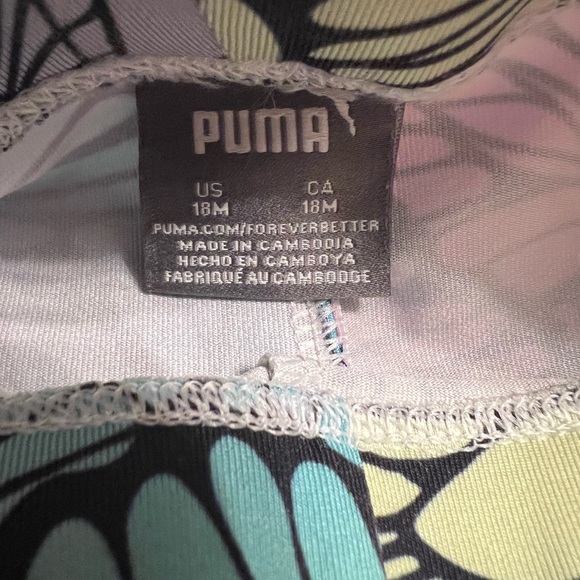 PUMA
US CA
18M 18M
PUMA.COM/FOREVERBETTER
MADE IN CAMBODIA
HECHO EN CAMBOYA
FABRIQUÉ AU CAMBODGE